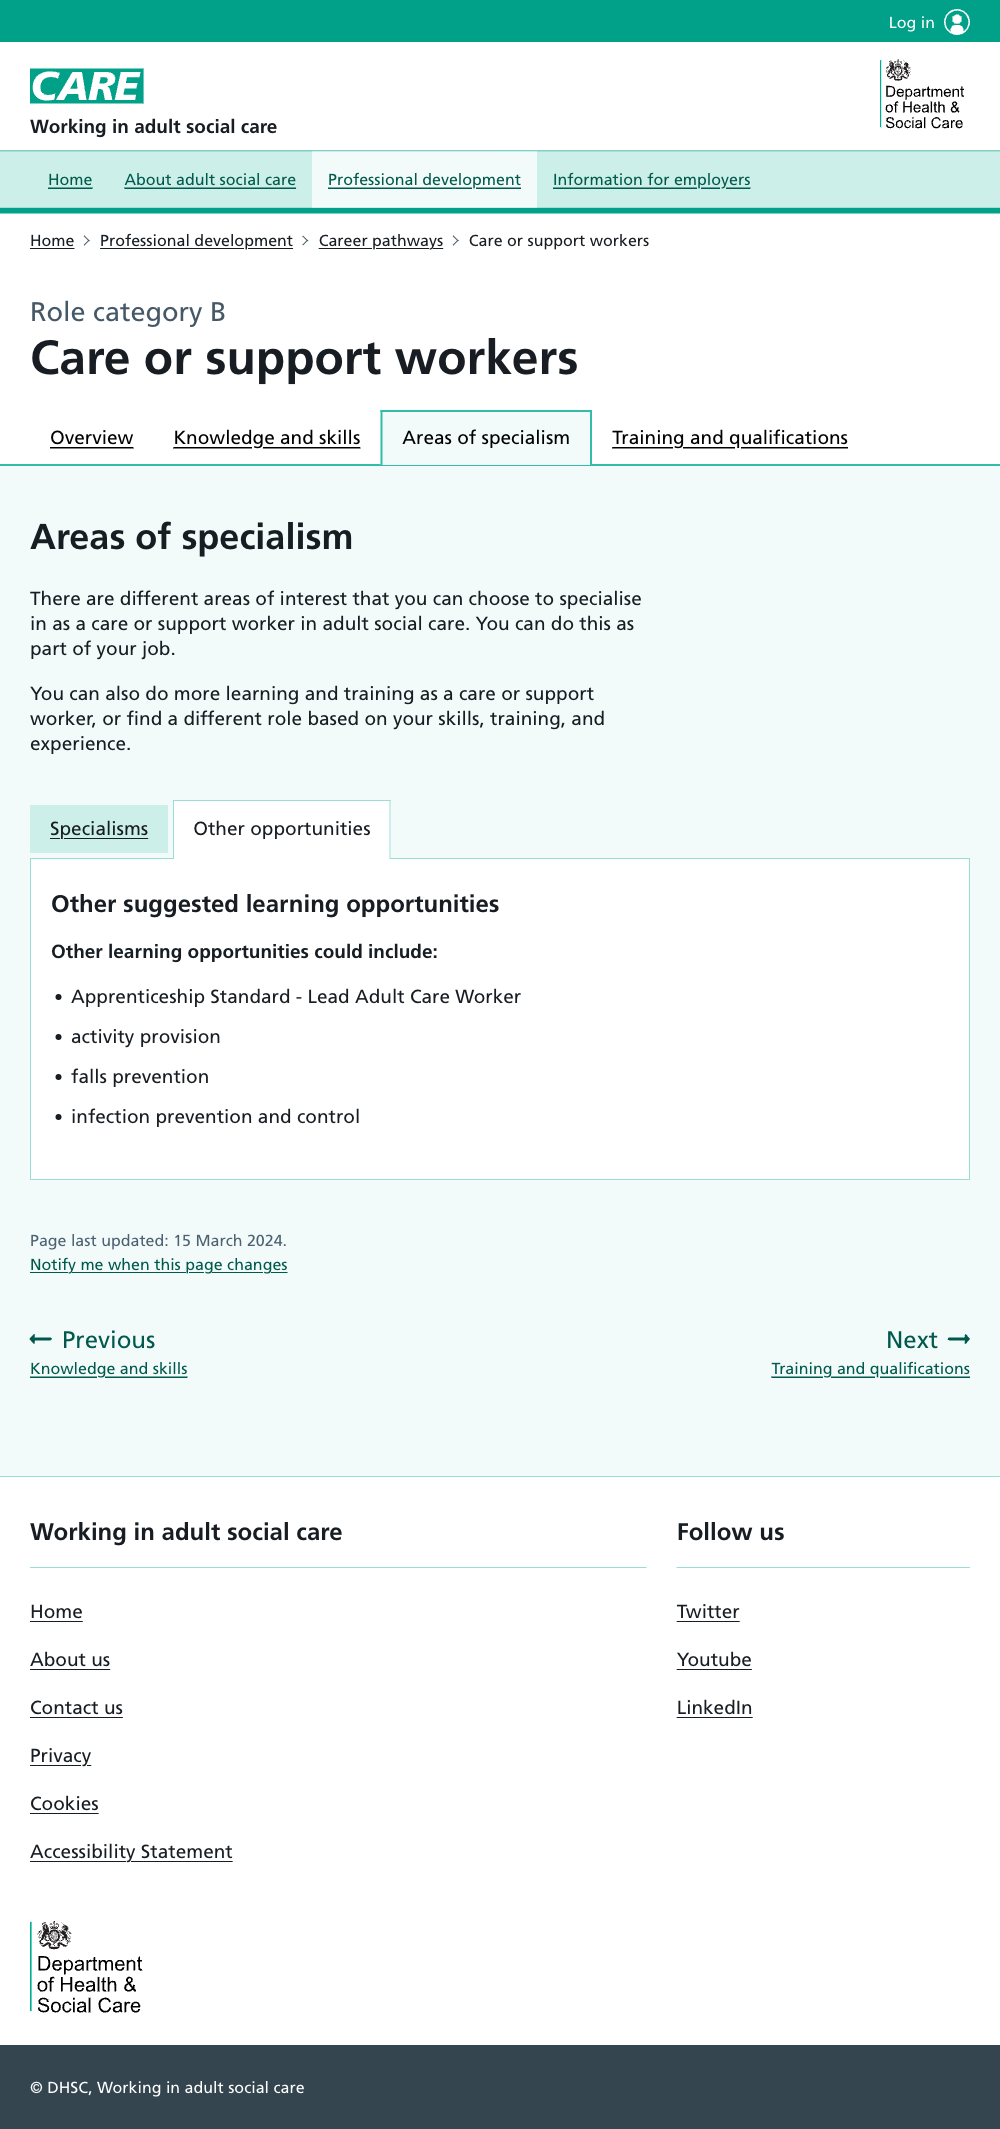 Log in
CARE
Working in adult social care
Department
of Health &
Social Care
Home About adult social care Professional development Information for employers
Home Professional development Career pathways Care or support workers
Role category B
Care or support workers
Overview Knowledge and skills Areas of specialism Training and qualifications
Areas of specialism
There are different areas of interest that you can choose to specialise
in as a care or support worker in adult social care. You can do this as
part of your job.
You can also do more learning and training as a care or support
worker, or find a different role based on your skills, training, and
experience.
Specialisms Other opportunities
Other suggested learning opportunities
Other learning opportunities could include:
• Apprenticeship Standard - Lead Adult Care Worker
• activity provision
• falls prevention
• infection prevention and control
Page last updated: 15 March 2024.
Notify me when this page changes
Previous
Knowledge and skills
Next
Training and qualifications
Working in adult social care
Home
About us
Contact us
Privacy
Cookies
Accessibility Statement
Follow us
Twitter
Youtube
LinkedIn
Department
of Health &
Social Care
© DHSC, Working in adult social care